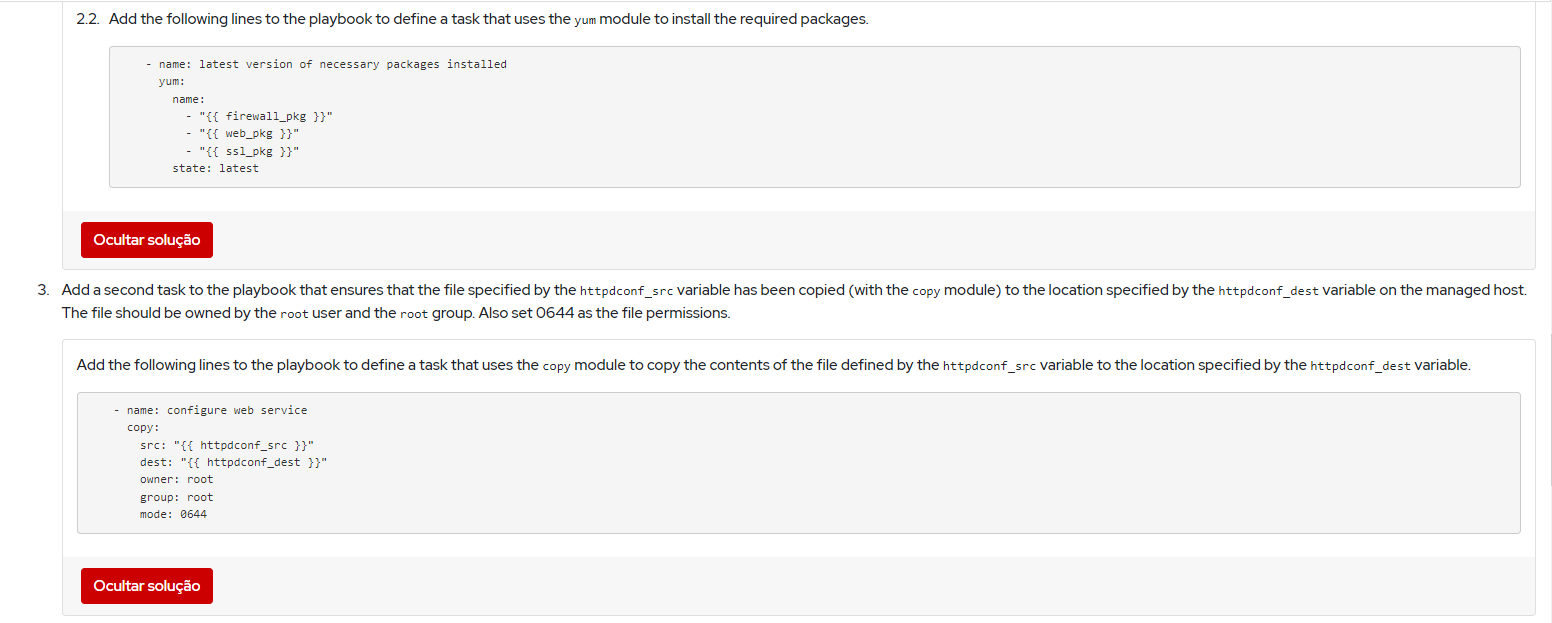 2.2. Add the following lines to the playbook to define a task that uses the yum module to install the required packages.
- name: latest version of necessary packages installed
yum:
name:
- "{{ firewall_pkg }}"
- "{{ web_pkg }}"
- "{{ ssl_pkg }}"
state: latest
Ocultar solução
3. Add a second task to the playbook that ensures that the file specified by the httpdconf_src variable has been copied (with the copy module) to the location specified by the httpdconf_dest variable on the managed host.
The file should be owned by the root user and the root group. Also set 0644 as the file permissions.
Add the following lines to the playbook to define a task that uses the copy module to copy the contents of the file defined by the httpdconf_src variable to the location specified by the httpdconf_dest variable.
- name: configure web service
copy:
src: "{{ httpdconf_src }}"
dest: "{{ httpdconf_dest }}"
owner: root
group: root
mode: 0644
Ocultar solução